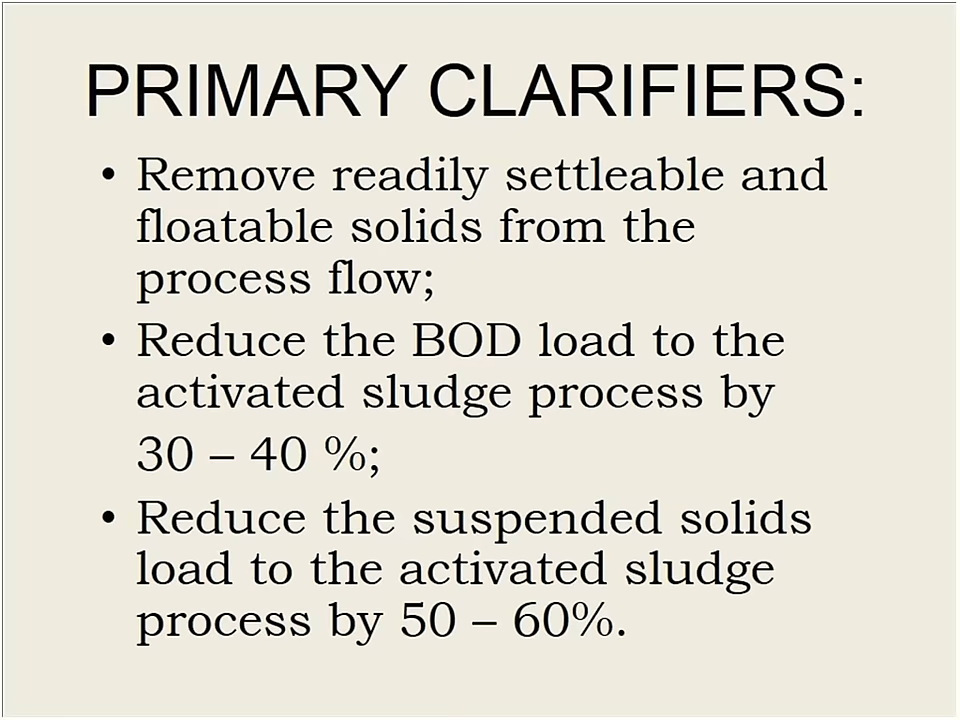 PRIMARY CLARIFIERS:
• Remove readily settleable and
floatable solids from the
process flow;
• Reduce the BOD load to the
activated sludge process by
30 – 40 %;
• Reduce the suspended solids
load to the activated sludge
process by 50 – 60%.